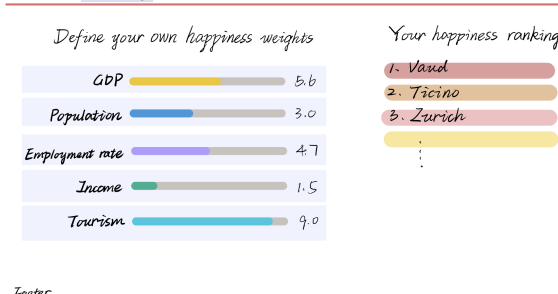 Define your own happiness weights
GDP 5.6
Population 3.0
Employment rate 4.7
Income 1.5
Tourism 9.0
Your happiness ranking
1. Vaud
2. Ticino
3. Zurich
Footer